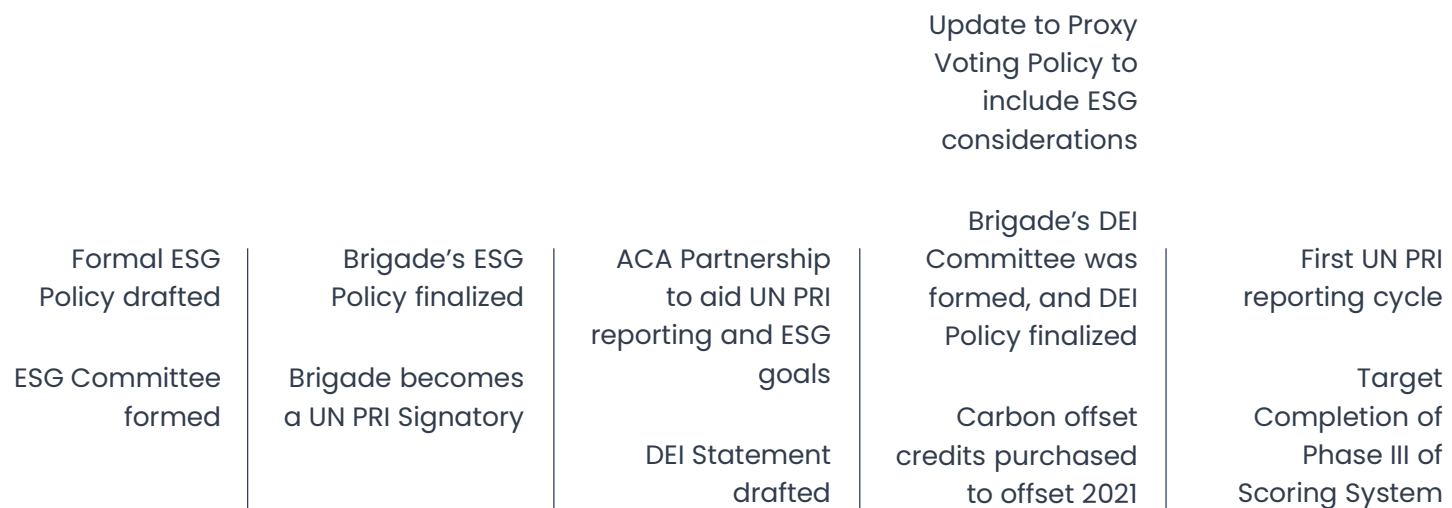 Formal ESG
Policy drafted
ESG Committee
formed
Brigade’s ESG
Policy finalized
Brigade becomes
a UN PRI Signatory
ACA Partnership
to aid UN PRI
reporting and ESG
goals
DEI Statement
drafted
Update to Proxy
Voting Policy to
include ESG
considerations
Brigade’s DEI
Committee was
formed, and DEI
Policy finalized
Carbon offset
credits purchased
to offset 2021
First UN PRI
reporting cycle
Target
Completion of
Phase III of
Scoring System